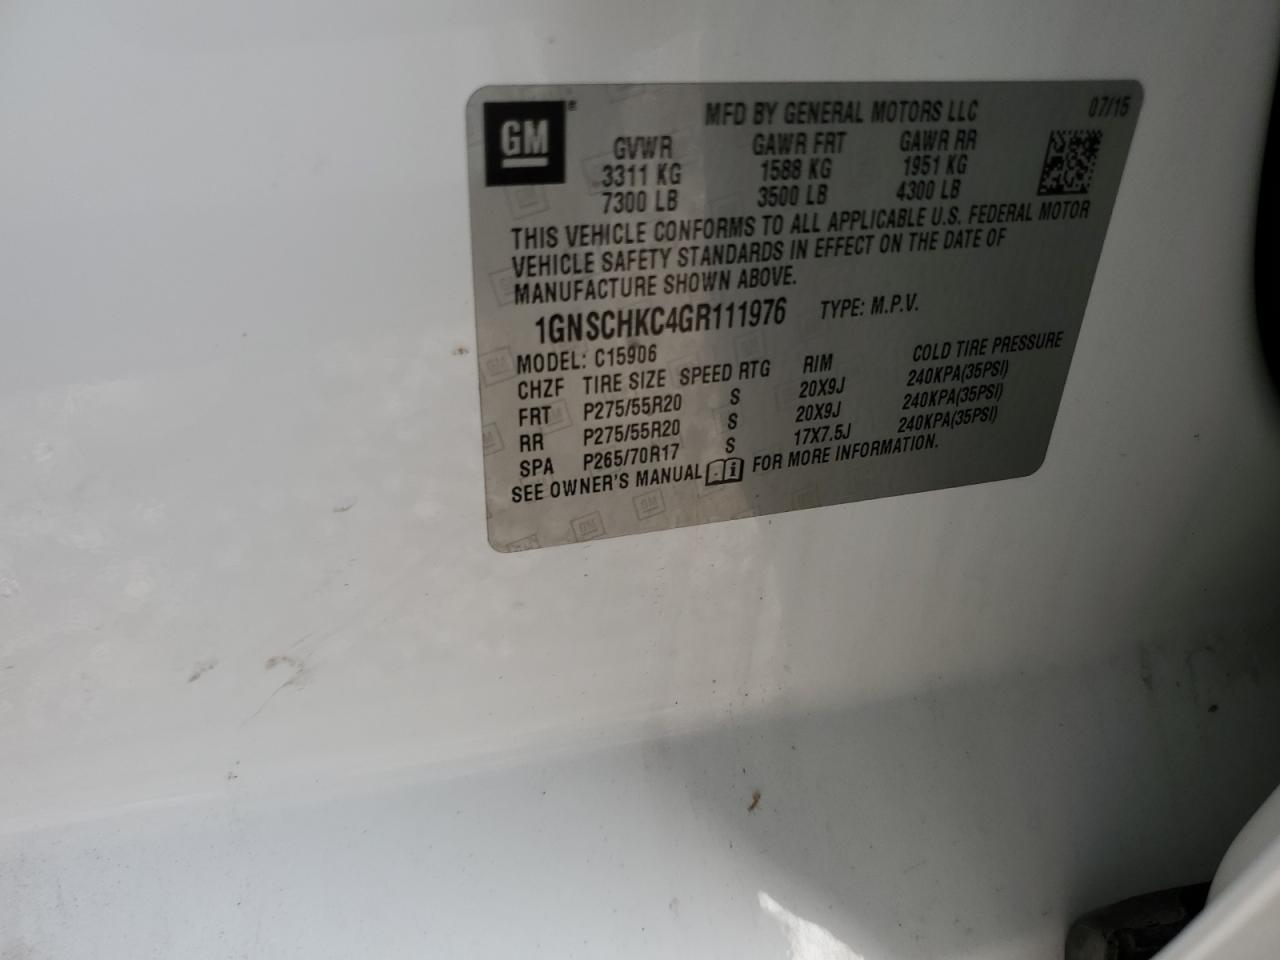 GM®
MFD BY GENERAL MOTORS LLC 07/15
GVWR GAWR FRT GAWR RR
3311 KG 1588 KG 1951 KG
7300 LB 3500 LB 4300 LB
THIS VEHICLE CONFORMS TO ALL APPLICABLE U.S. FEDERAL MOTOR
VEHICLE SAFETY STANDARDS IN EFFECT ON THE DATE OF
MANUFACTURE SHOWN ABOVE.
1GNSCHKC4GR111976 TYPE: M.P.V.
MODEL: C15906
CHZF TIRE SIZE SPEED RTG RIM COLD TIRE PRESSURE
FRT P275/55R20 S 20X9J 240KPA(35PSI)
RR P275/55R20 S 20X9J 240KPA(35PSI)
SPA P265/70R17 S 17X7.5J 240KPA(35PSI)
SEE OWNER'S MANUAL FOR MORE INFORMATION.